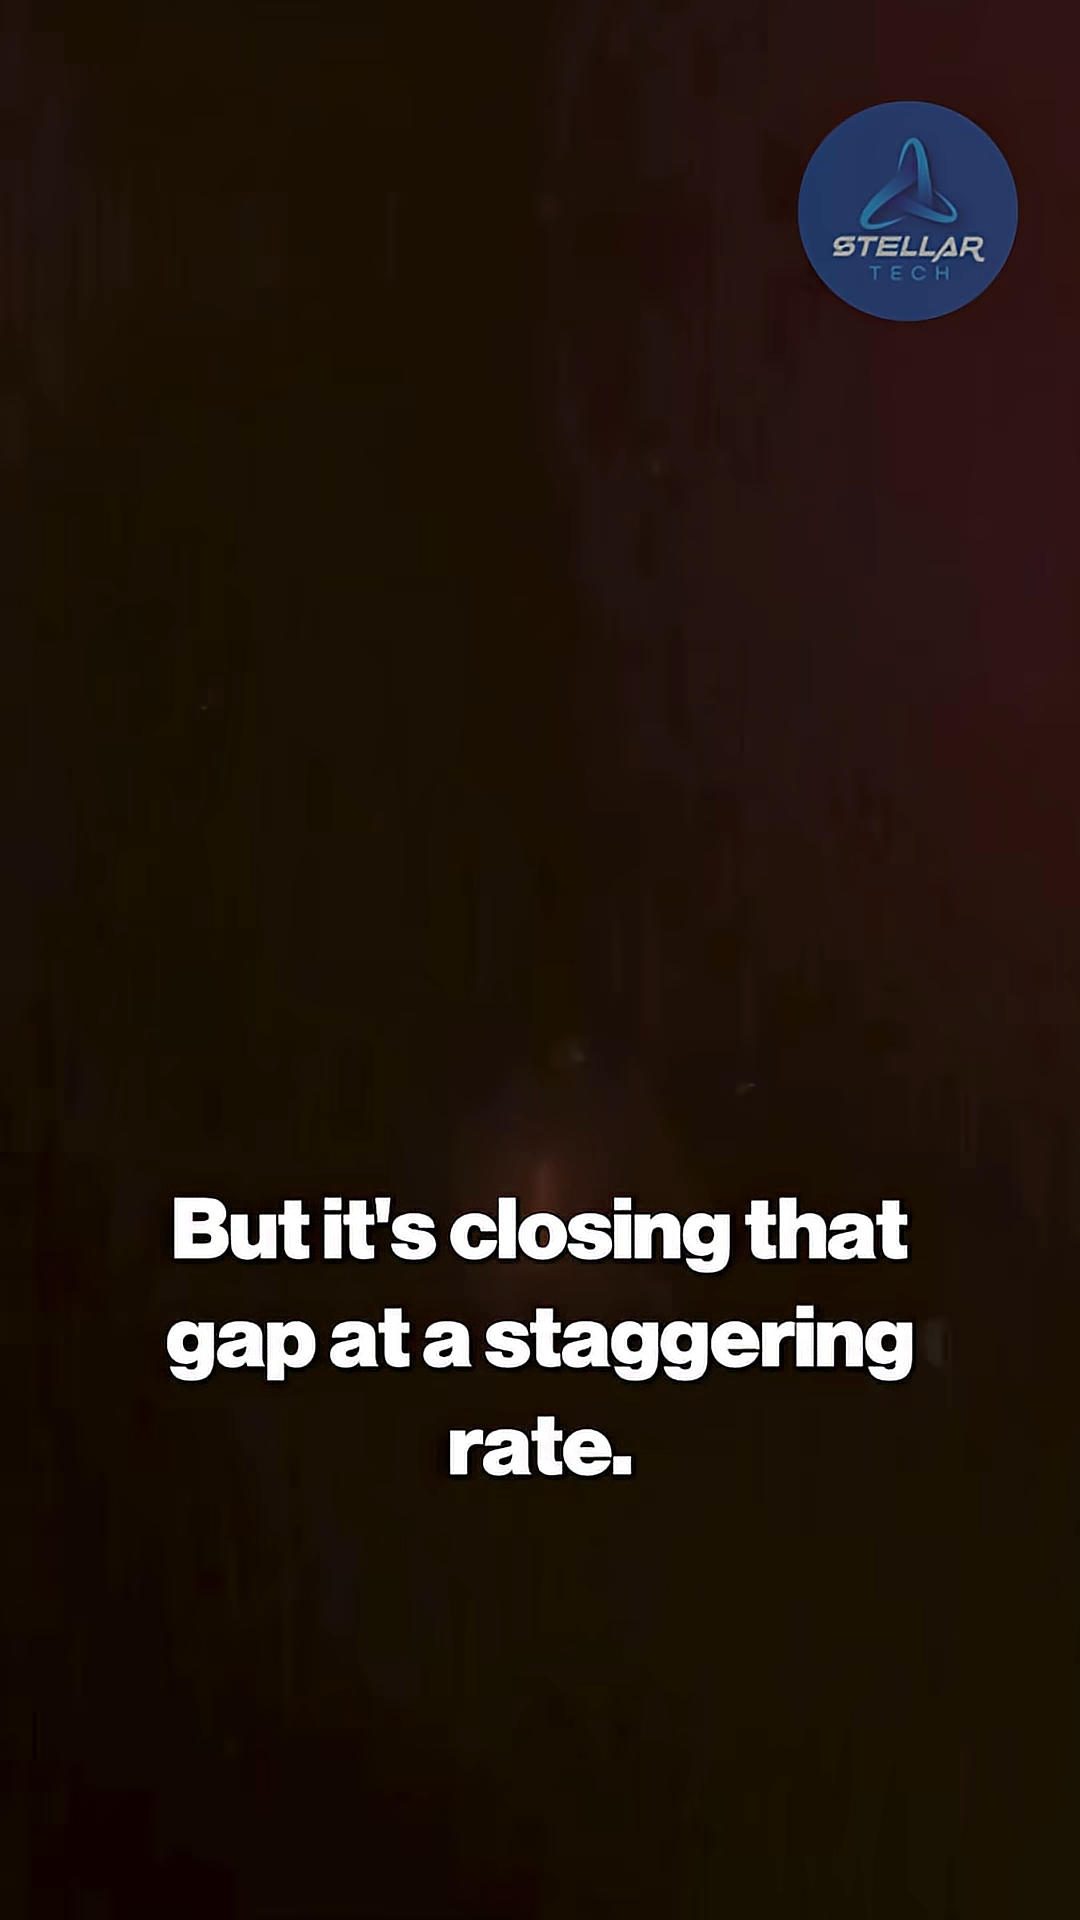 STELLAR
TECH
But it's closing that
gap at a staggering
rate.